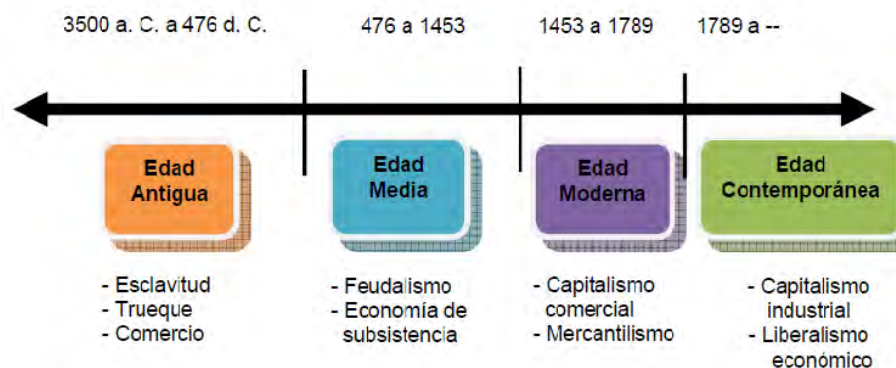 3500 a. C. a 476 d. C.
476 a 1453
1453 a 1789
1789 a --
Edad
Antigua
Edad
Media
Edad
Moderna
Edad
Contemporánea
- Esclavitud
- Trueque
- Comercio
- Feudalismo
- Economía de
subsistencia
- Capitalismo
comercial
- Mercantilismo
- Capitalismo
industrial
- Liberalismo
económico